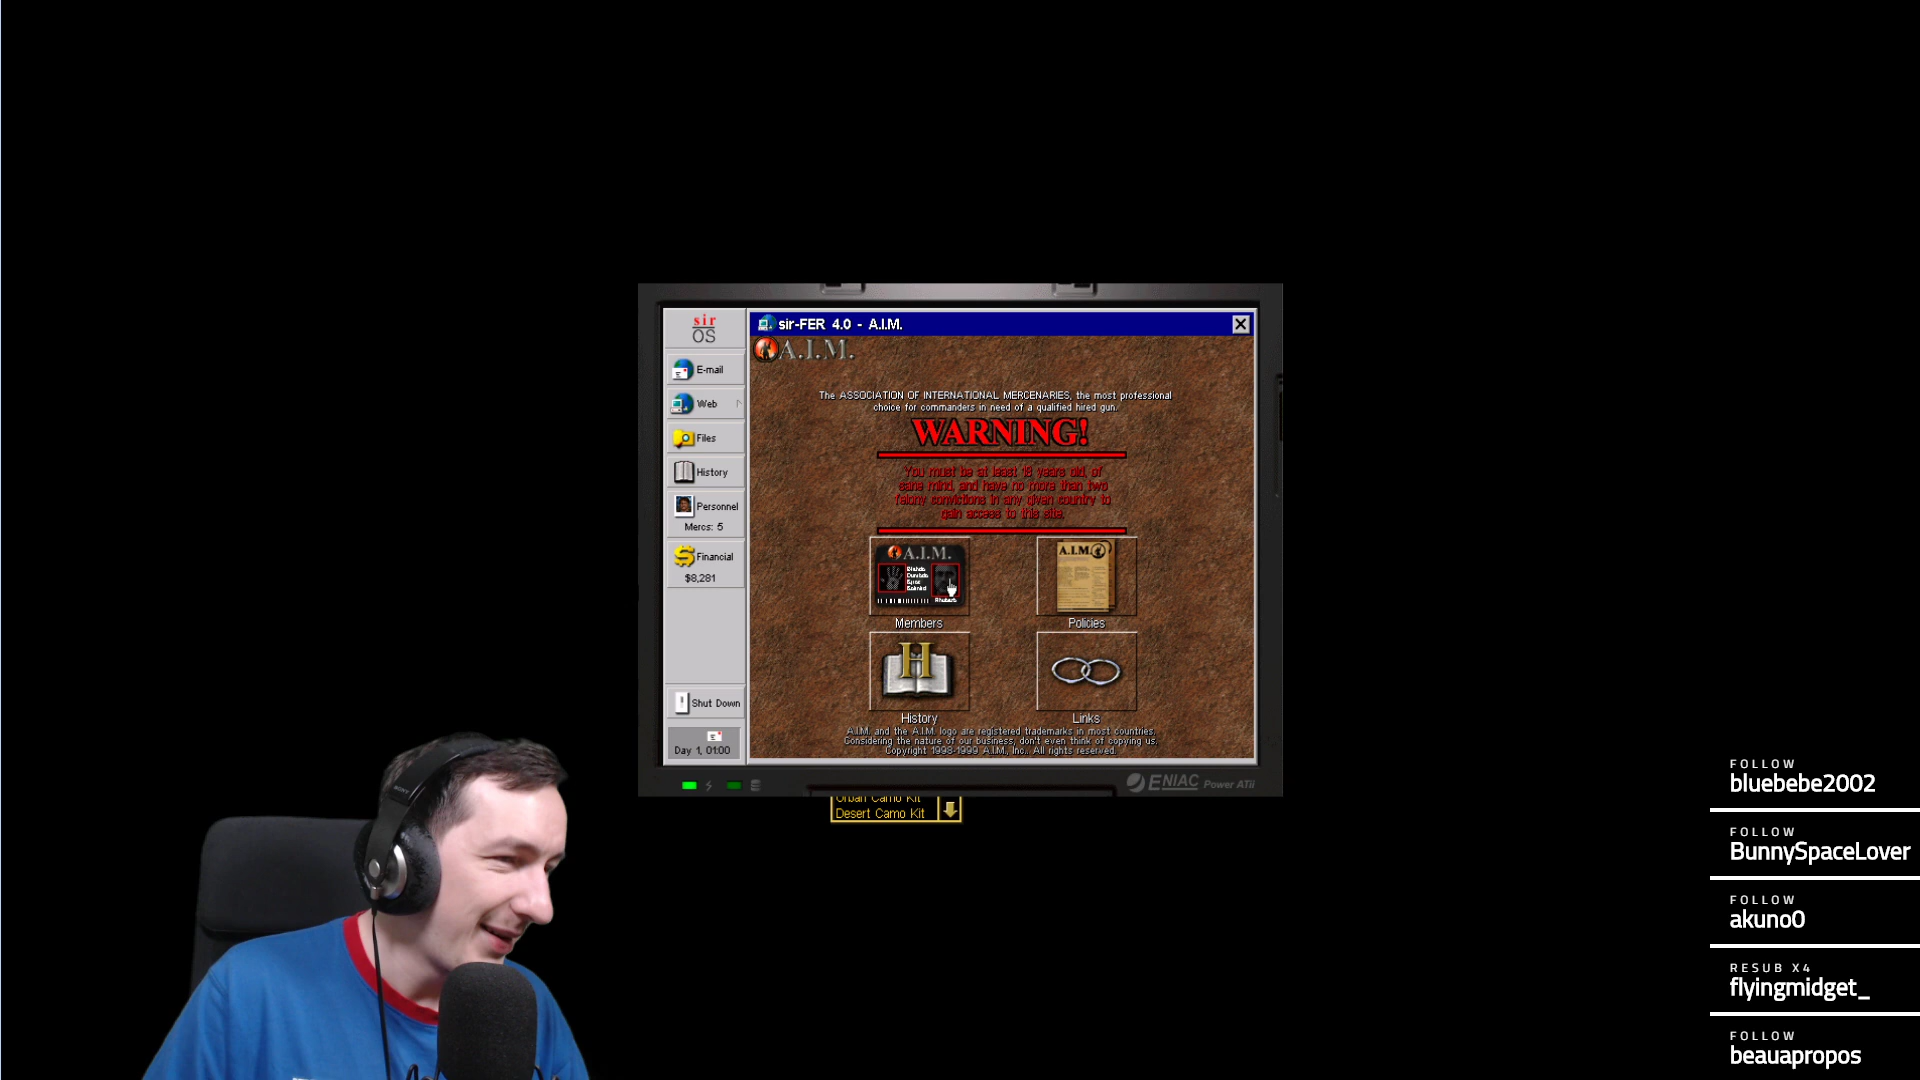 sir
OS
E-mail
Web
Files
History
Personnel
Mercs: 5
Financial
$8,281
Shut Down
Day 1, 01:00
sir-FER 4.0 - A.I.M.
A.I.M.
The ASSOCIATION OF INTERNATIONAL MERCENARIES, the most professional
choice for commanders in need of a qualified hired gun.
WARNING!
You must be at least 18 years old, of
sane mind, and have no more than two
felony convictions in any given country to
gain access to this site.
A.I.M.
Members
A.I.M.
Policies
H
History
Links
A.I.M. and the A.I.M. logo are registered trademarks in most countries.
Considering the nature of our business, don't even think of copying us.
Copyright 1998-1999 A.I.M., Inc.. All rights reserved.
ENIAC Power ATii
Urban Camo Kit
Desert Camo Kit
SONY
FOLLOW
bluebebe2002
FOLLOW
BunnySpaceLover
FOLLOW
akuno0
RESUB X4
flyingmidget_
FOLLOW
beauapropos